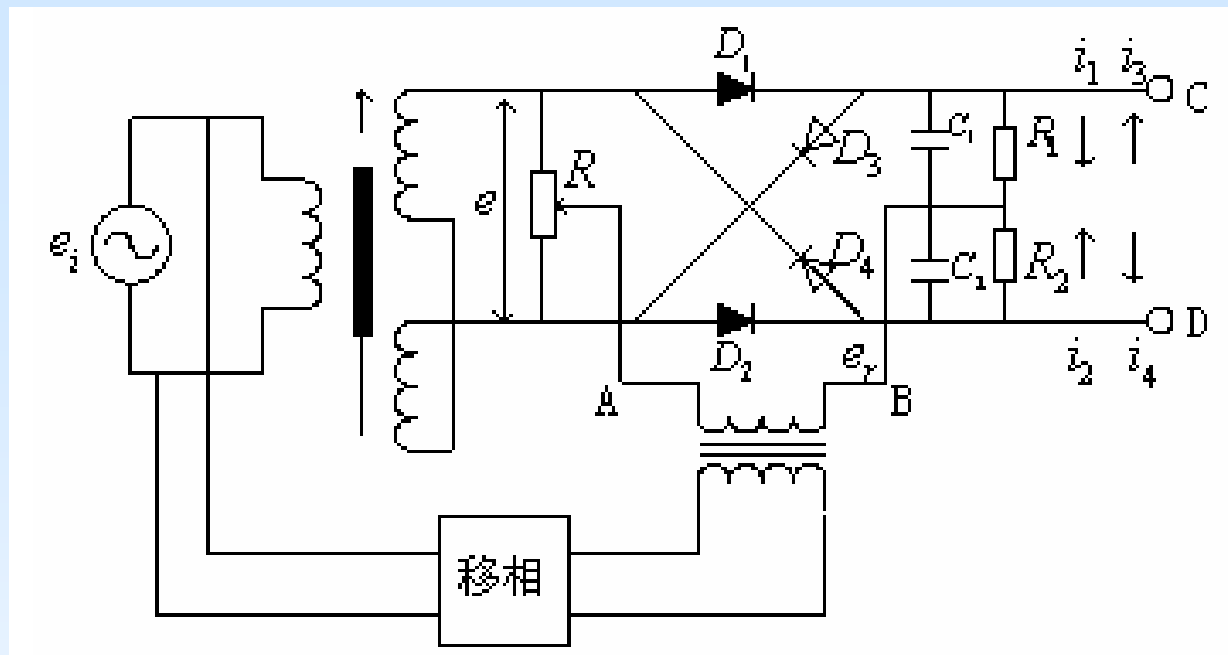 D₁
i₁ i₃
C
C₁
R₁
D₃
R
e
eᵢ
D₄
C₁
R₂
D
D₂
eᵣ
i₂ i₄
A
B
移相